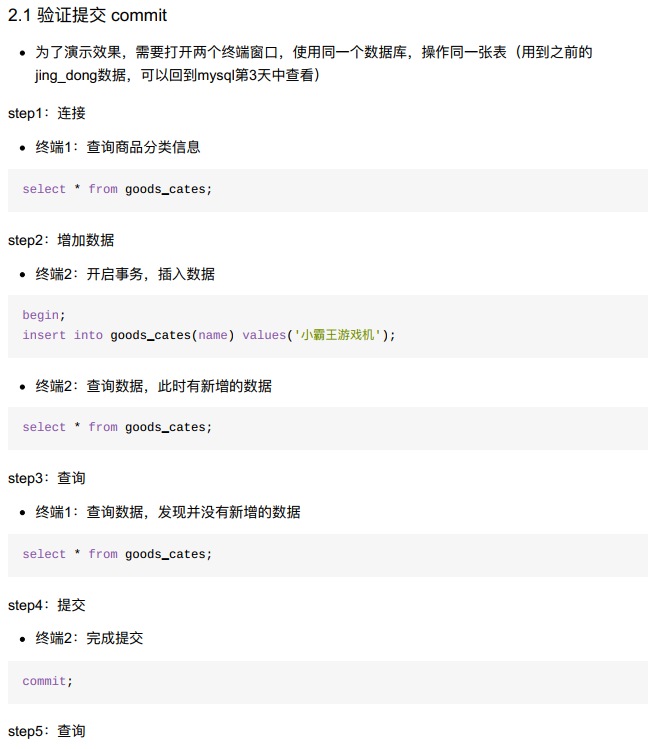 2.1 验证提交 commit
• 为了演示效果，需要打开两个终端窗口，使用同一个数据库，操作同一张表（用到之前的
jing_dong数据，可以回到mysql第3天中查看）
step1：连接
• 终端1：查询商品分类信息
select * from goods_cates;
step2：增加数据
• 终端2：开启事务，插入数据
begin;
insert into goods_cates(name) values('小霸王游戏机');
• 终端2：查询数据，此时有新增的数据
select * from goods_cates;
step3：查询
• 终端1：查询数据，发现并没有新增的数据
select * from goods_cates;
step4：提交
• 终端2：完成提交
commit;
step5：查询